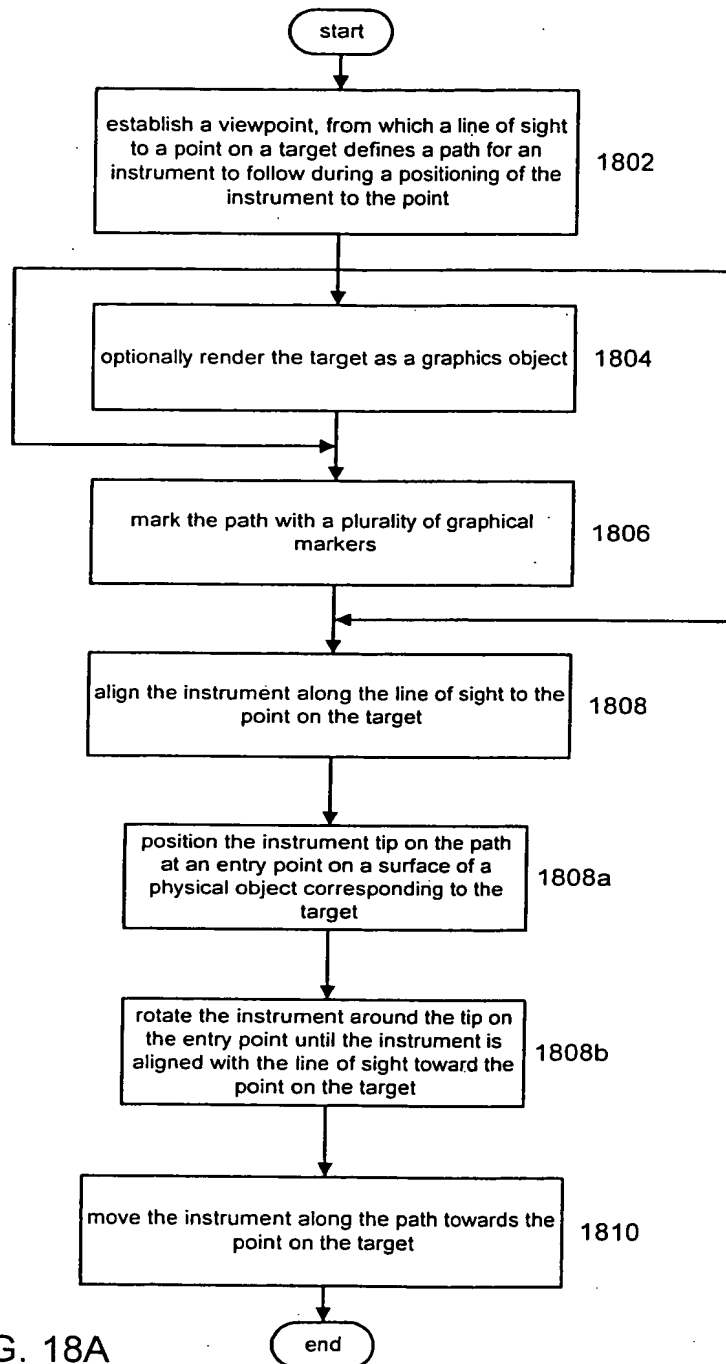 start
establish a viewpoint, from which a line of sight
to a point on a target defines a path for an
instrument to follow during a positioning of the
instrument to the point
1802
optionally render the target as a graphics object
1804
mark the path with a plurality of graphical
markers
1806
align the instrument along the line of sight to the
point on the target
1808
position the instrument tip on the path
at an entry point on a surface of a
physical object corresponding to the
target
1808a
rotate the instrument around the tip on
the entry point until the instrument is
aligned with the line of sight toward the
point on the target
1808b
move the instrument along the path towards the
point on the target
1810
G. 18A
end